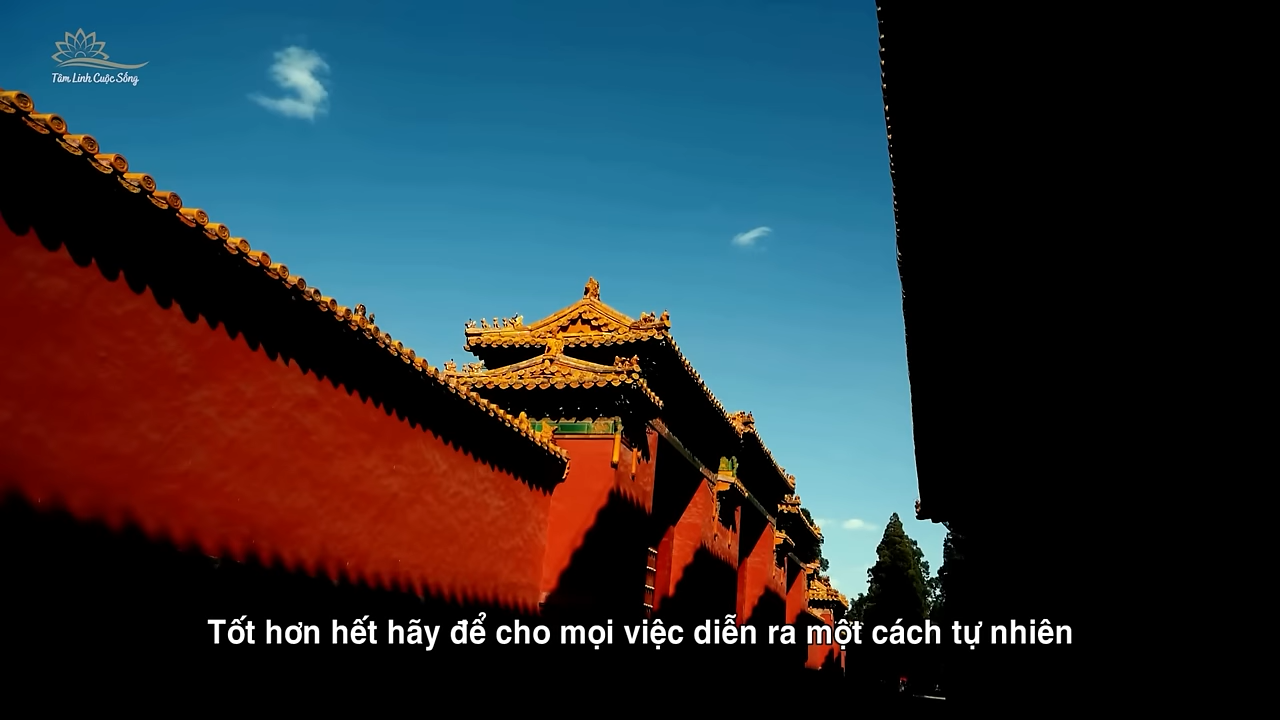 Tâm Linh Cuộc Sống
Tốt hơn hết hãy để cho mọi việc diễn ra một cách tự nhiên